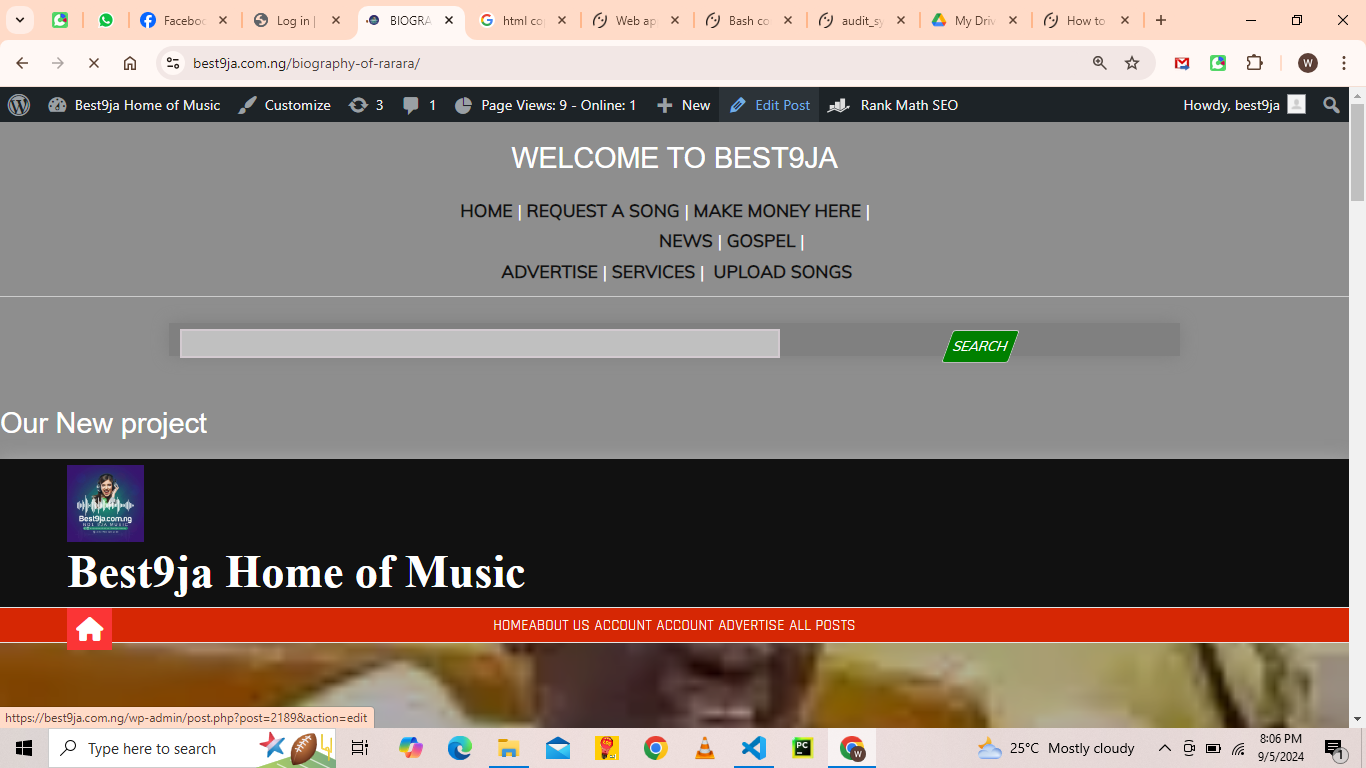 Faceboo
Log in |
BIOGRA
html co
Web ap
Bash co
audit_sy
My Driv
How to
best9ja.com.ng/biography-of-rarara/
W
Best9ja Home of Music
Customize
3
1
Page Views: 9 - Online: 1
New
Edit Post
Rank Math SEO
Howdy, best9ja
WELCOME TO BEST9JA
HOME | REQUEST A SONG | MAKE MONEY HERE |
NEWS | GOSPEL |
ADVERTISE | SERVICES | UPLOAD SONGS
SEARCH
Our New project
Best9ja.com.ng
Best9ja Home of Music
HOMEABOUT US ACCOUNT ACCOUNT ADVERTISE ALL POSTS
https://best9ja.com.ng/wp-admin/post.php?post=2189&action=edit
Type here to search
PC
W
25°C Mostly cloudy
8:06 PM
9/5/2024
1